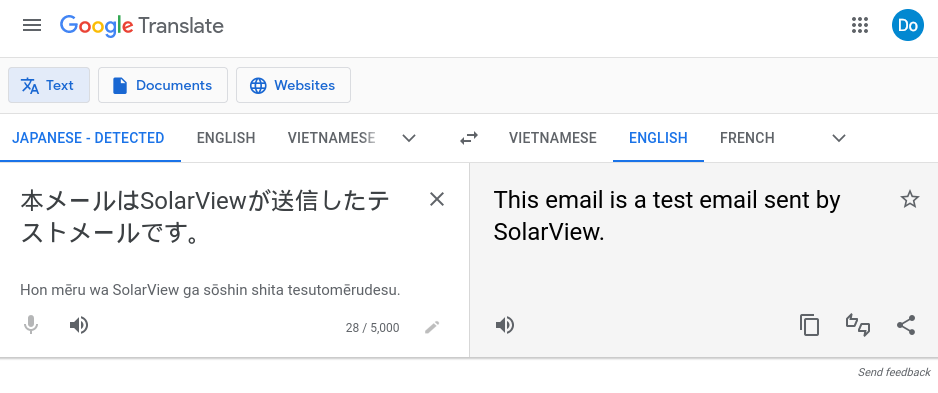 Google Translate
Do
Text
Documents
Websites
JAPANESE - DETECTED
ENGLISH
VIETNAMESE
VIETNAMESE
ENGLISH
FRENCH
本メールはSolarViewが送信したテ
ストメールです。
Hon mēru wa SolarView ga sōshin shita tesutomērudesu.
28 / 5,000
This email is a test email sent by
SolarView.
Send feedback